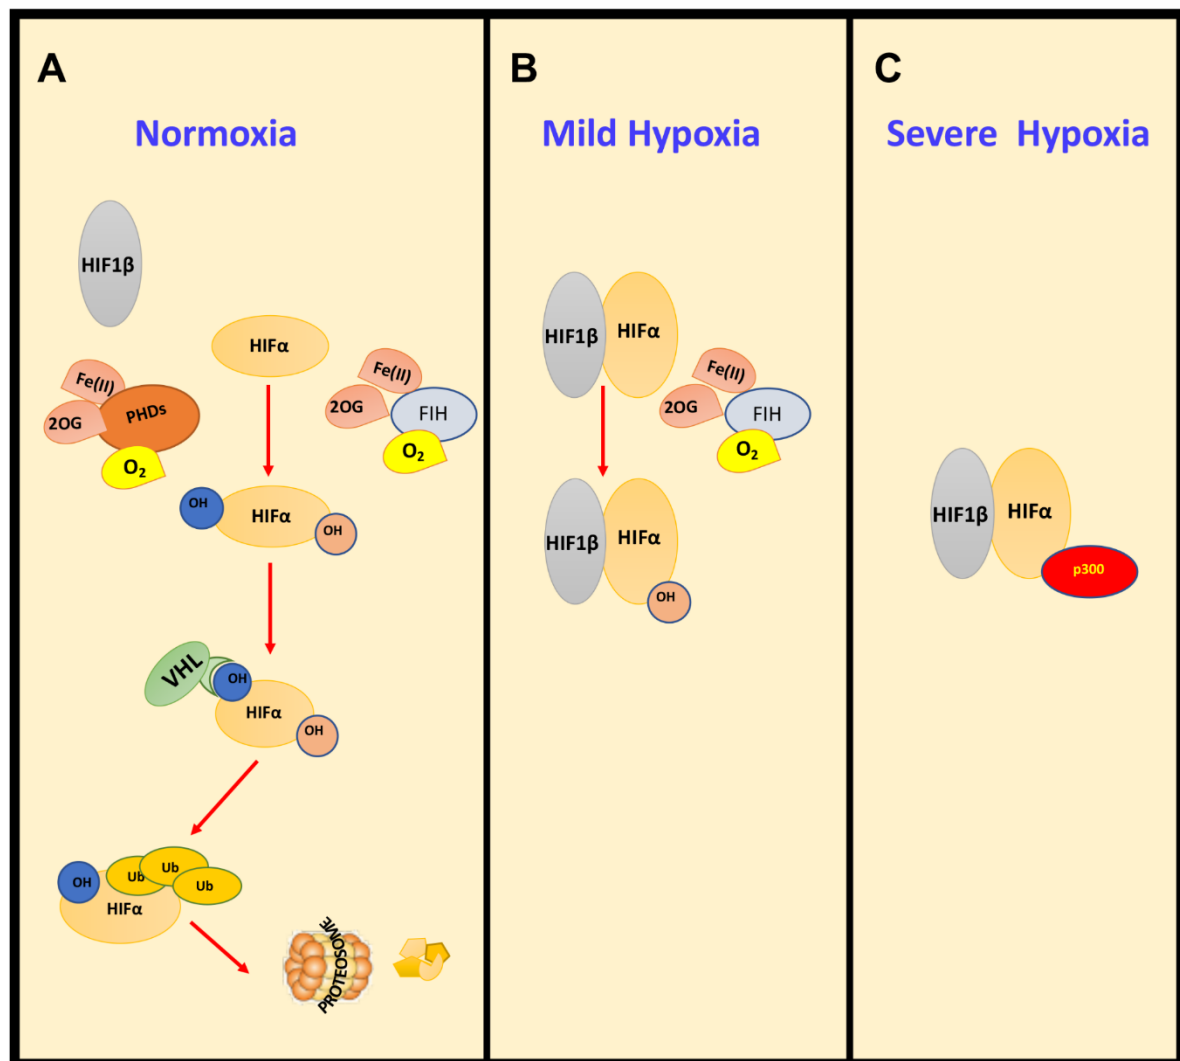 A
Normoxia
HIF1β
HIFα
Fe(II)
2OG
PHDs
O2
Fe(II)
2OG
FIH
O2
OH
HIFα
OH
VHL
OH
HIFα
OH
OH
Ub
Ub
Ub
HIFα
PROTEOSOME
B
Mild Hypoxia
HIF1β
HIFα
Fe(II)
2OG
FIH
O2
HIF1β
HIFα
OH
C
Severe Hypoxia
HIF1β
HIFα
p300